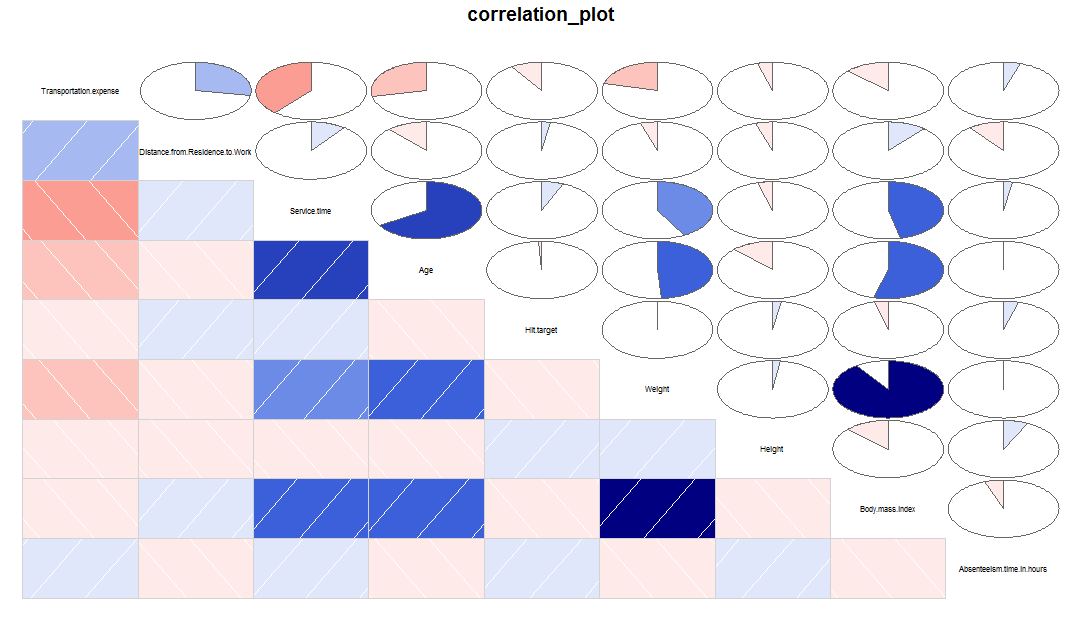 correlation_plot
Transportation.expense
Distance.from.Residence.to.Work
Service.time
Age
Hit.target
Weight
Height
Body.mass.index
Absenteeism.time.in.hours